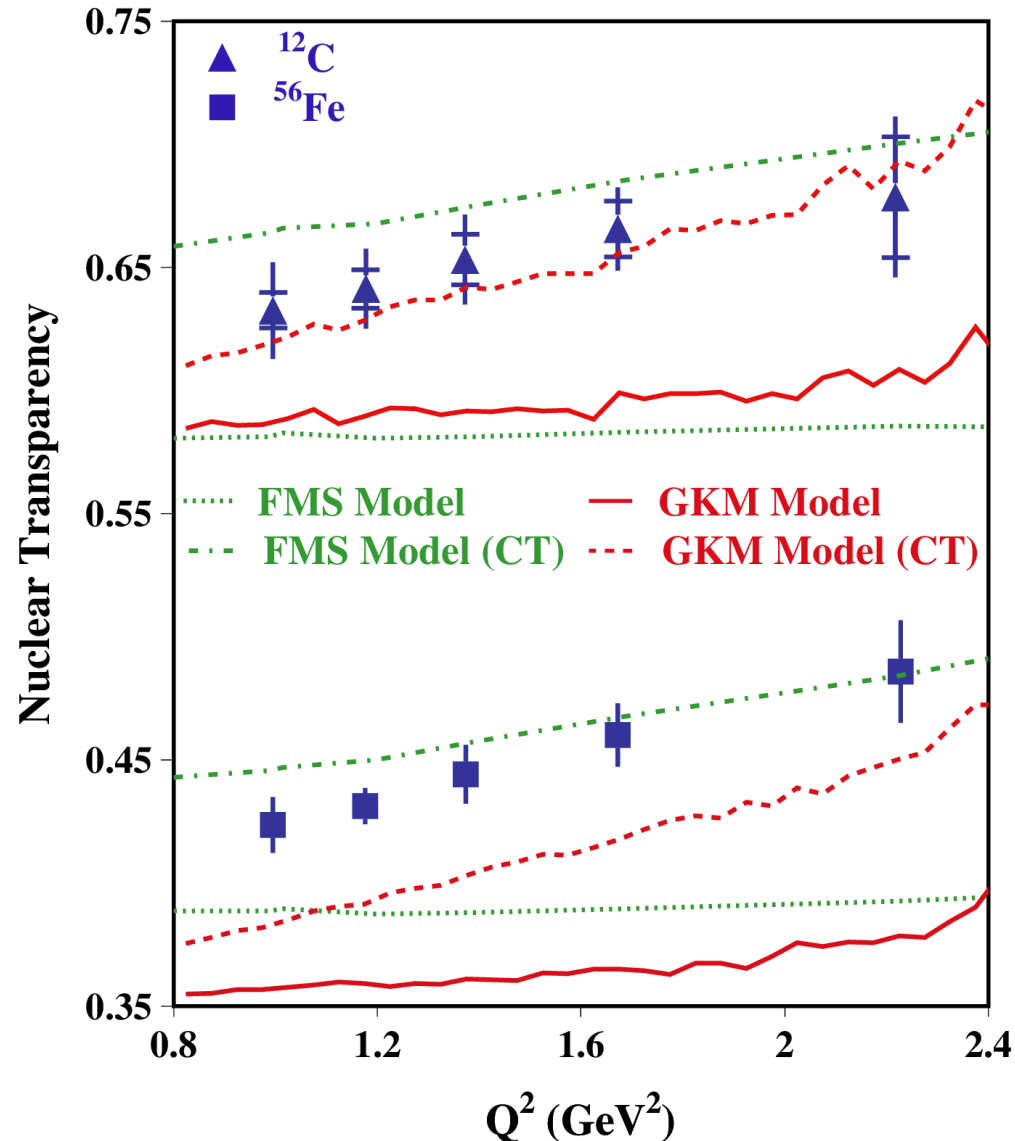 0.75
¹²C
⁵⁶Fe
0.65
0.55
FMS Model
GKM Model
FMS Model (CT)
GKM Model (CT)
0.45
0.35
0.8 1.2 1.6 2 2.4
Nuclear Transparency
Q² (GeV²)